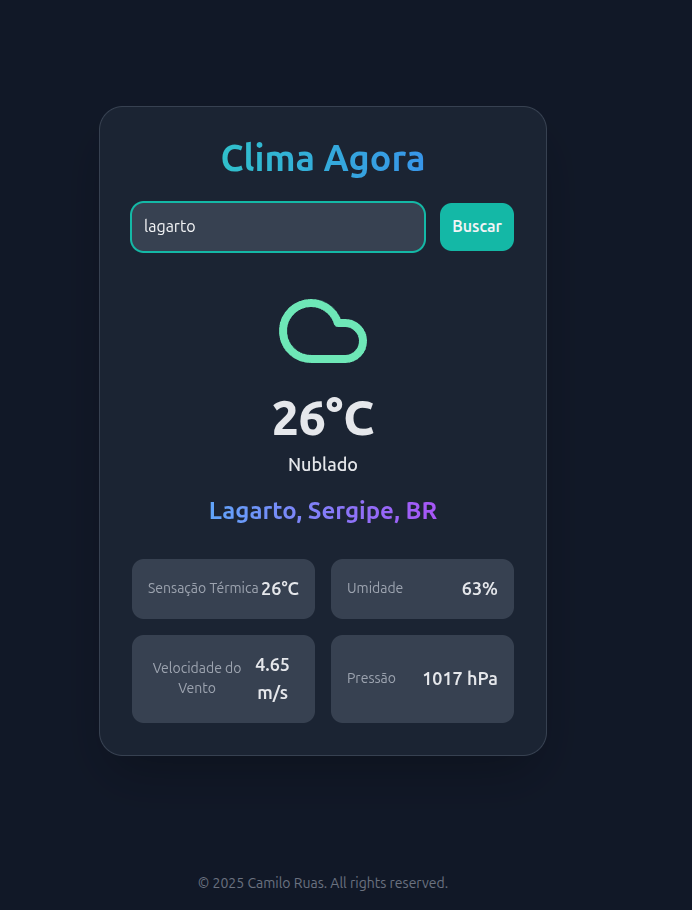 Clima Agora
lagarto
Buscar
26°C
Nublado
Lagarto, Sergipe, BR
Sensação Térmica 26°C
Umidade 63%
Velocidade do
Vento
4.65
m/s
Pressão 1017 hPa
© 2025 Camilo Ruas. All rights reserved.